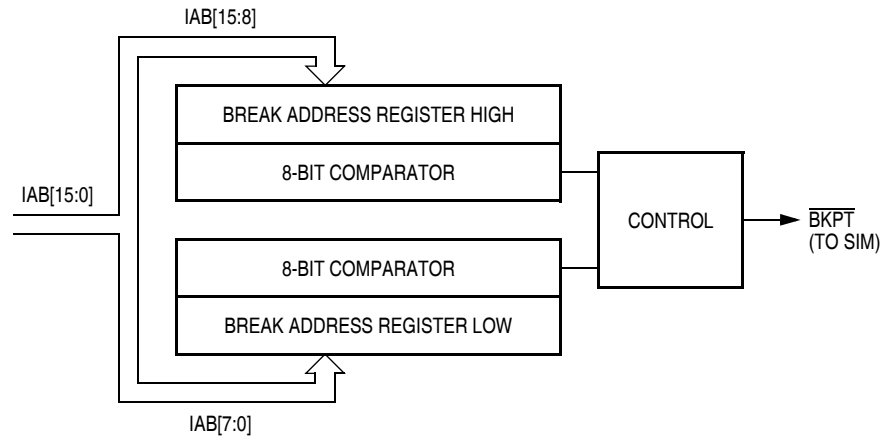 IAB[15:8]
BREAK ADDRESS REGISTER HIGH
8-BIT COMPARATOR
IAB[15:0]
CONTROL
BKPT
(TO SIM)
8-BIT COMPARATOR
BREAK ADDRESS REGISTER LOW
IAB[7:0]